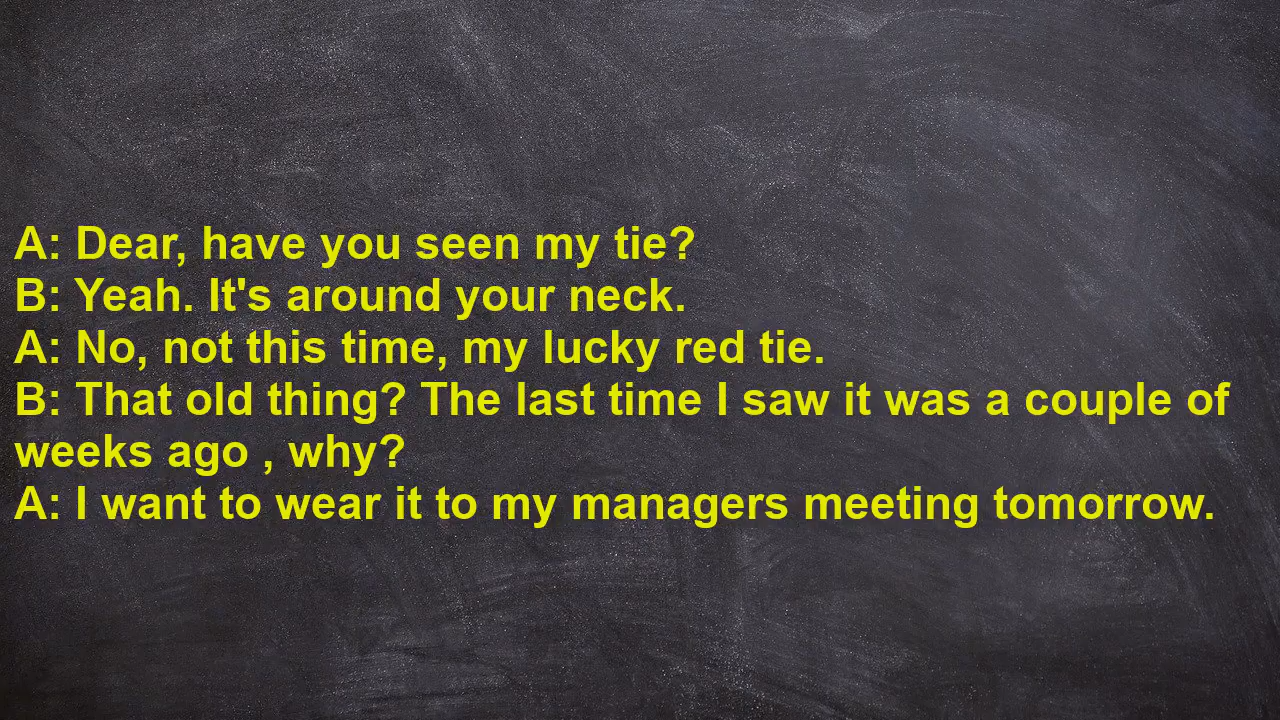 A: Dear, have you seen my tie?
B: Yeah. It's around your neck.
A: No, not this time, my lucky red tie.
B: That old thing? The last time I saw it was a couple of
weeks ago , why?
A: I want to wear it to my managers meeting tomorrow.